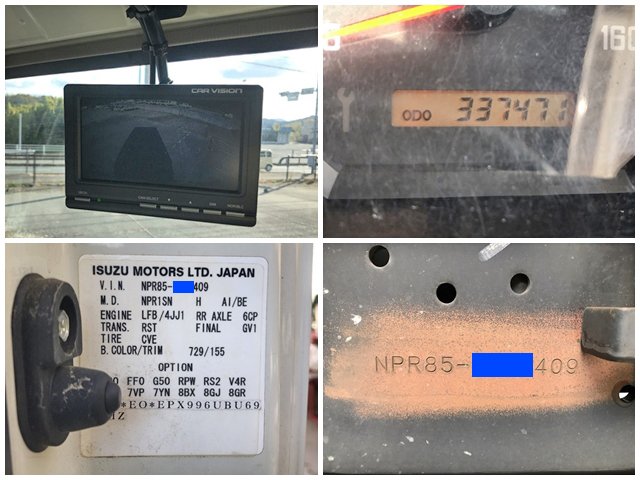 CAR VISION
160
ODO 337471
ISUZU MOTORS LTD. JAPAN
V.I.N. NPR85- 409
M.D. NPR1SN H AI/BE
ENGINE LFB/4JJ1 RR AXLE 6CP
TRANS. RST FINAL GV1
TIRE CVE
B.COLOR/TRIM 729/155
OPTION
O FFO G50 RPW RS2 V4R
7VP 7YN 8BX 8GJ 8GR
*EO*EPX996UBU69
IZ
NPR85- 409